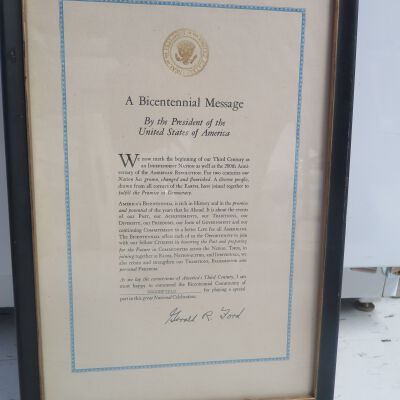 A Bicentennial Message
By the President of the
United States of America
We now mark the beginning of our Third Century as
an Independent Nation as well as the 200th Anni-
versary of the American Revolution. For two centuries our
Nation has grown, changed and flourished. A diverse people,
drawn from all corners of the Earth, have joined together to
fulfill the Promise of Democracy.
America's Bicentennial is rich in History and in the promise
and potential of the years that lie Ahead. It is about the events
of our Past, our Achievements, our Traditions, our
Diversity, our Freedoms, our form of Government and our
continuing Commitment to a better Life for all Americans.
The Bicentennial offers each of us the Opportunity to join
with our fellow Citizens in honoring the Past and preparing
for the Future in Communities across the Nation. Thus, in
joining together as Races, Nationalities, and Individuals, we
also retain and strengthen our Traditions, Background and
personal Freedom.
As we lay the cornerstone of America's Third Century, I am
most happy to commend the Bicentennial Community of
for playing a special
part in this great National Celebration.
Gerald R. Ford